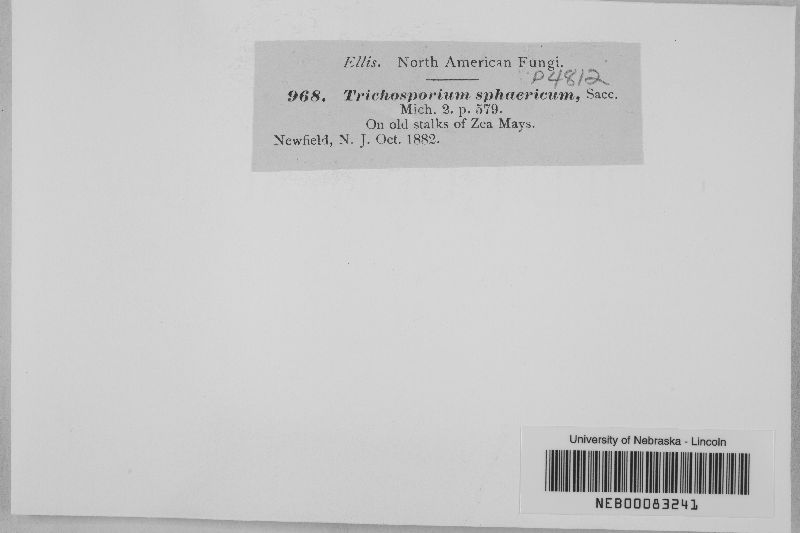 Ellis. North American Fungi.
P4812
968. Trichosporium sphaericum, Sacc.
Mich. 2. p. 579.
On old stalks of Zea Mays.
Newfield, N. J. Oct. 1882.
University of Nebraska - Lincoln
NEB00083241